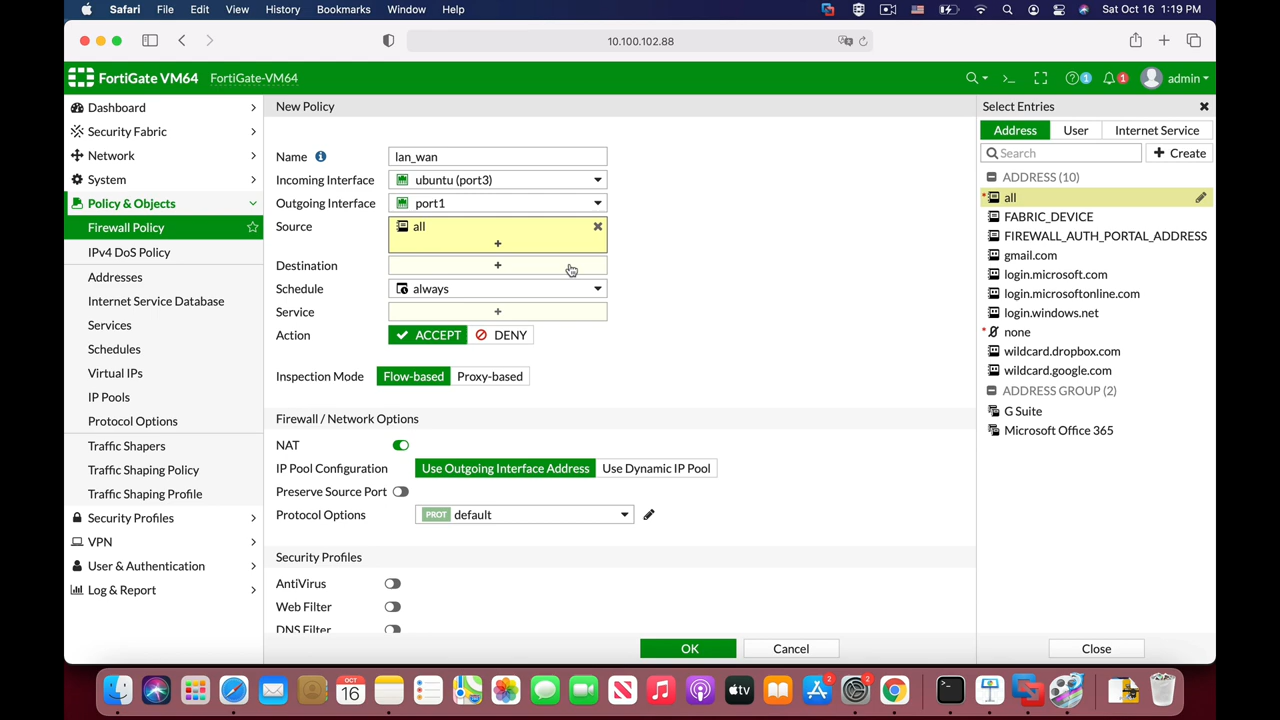 Safari File Edit View History Bookmarks Window Help Sat Oct 16 1:19 PM
10.100.102.88
FortiGate VM64 FortiGate-VM64 1 1 admin
Dashboard
Security Fabric
Network
System
Policy & Objects
Firewall Policy
IPv4 DoS Policy
Addresses
Internet Service Database
Services
Schedules
Virtual IPs
IP Pools
Protocol Options
Traffic Shapers
Traffic Shaping Policy
Traffic Shaping Profile
Security Profiles
VPN
User & Authentication
Log & Report
New Policy
Name lan_wan
Incoming Interface ubuntu (port3)
Outgoing Interface port1
Source all
+
Destination +
Schedule always
Service +
Action ACCEPT DENY
Inspection Mode Flow-based Proxy-based
Firewall / Network Options
NAT
IP Pool Configuration Use Outgoing Interface Address Use Dynamic IP Pool
Preserve Source Port
Protocol Options PROT default
Security Profiles
AntiVirus
Web Filter
DNS Filter
OK Cancel
Select Entries
Address User Internet Service
Search + Create
ADDRESS (10)
all
FABRIC_DEVICE
FIREWALL_AUTH_PORTAL_ADDRESS
gmail.com
login.microsoft.com
login.microsoftonline.com
login.windows.net
none
wildcard.dropbox.com
wildcard.google.com
ADDRESS GROUP (2)
G Suite
Microsoft Office 365
Close
OCT
16
tv
2
2